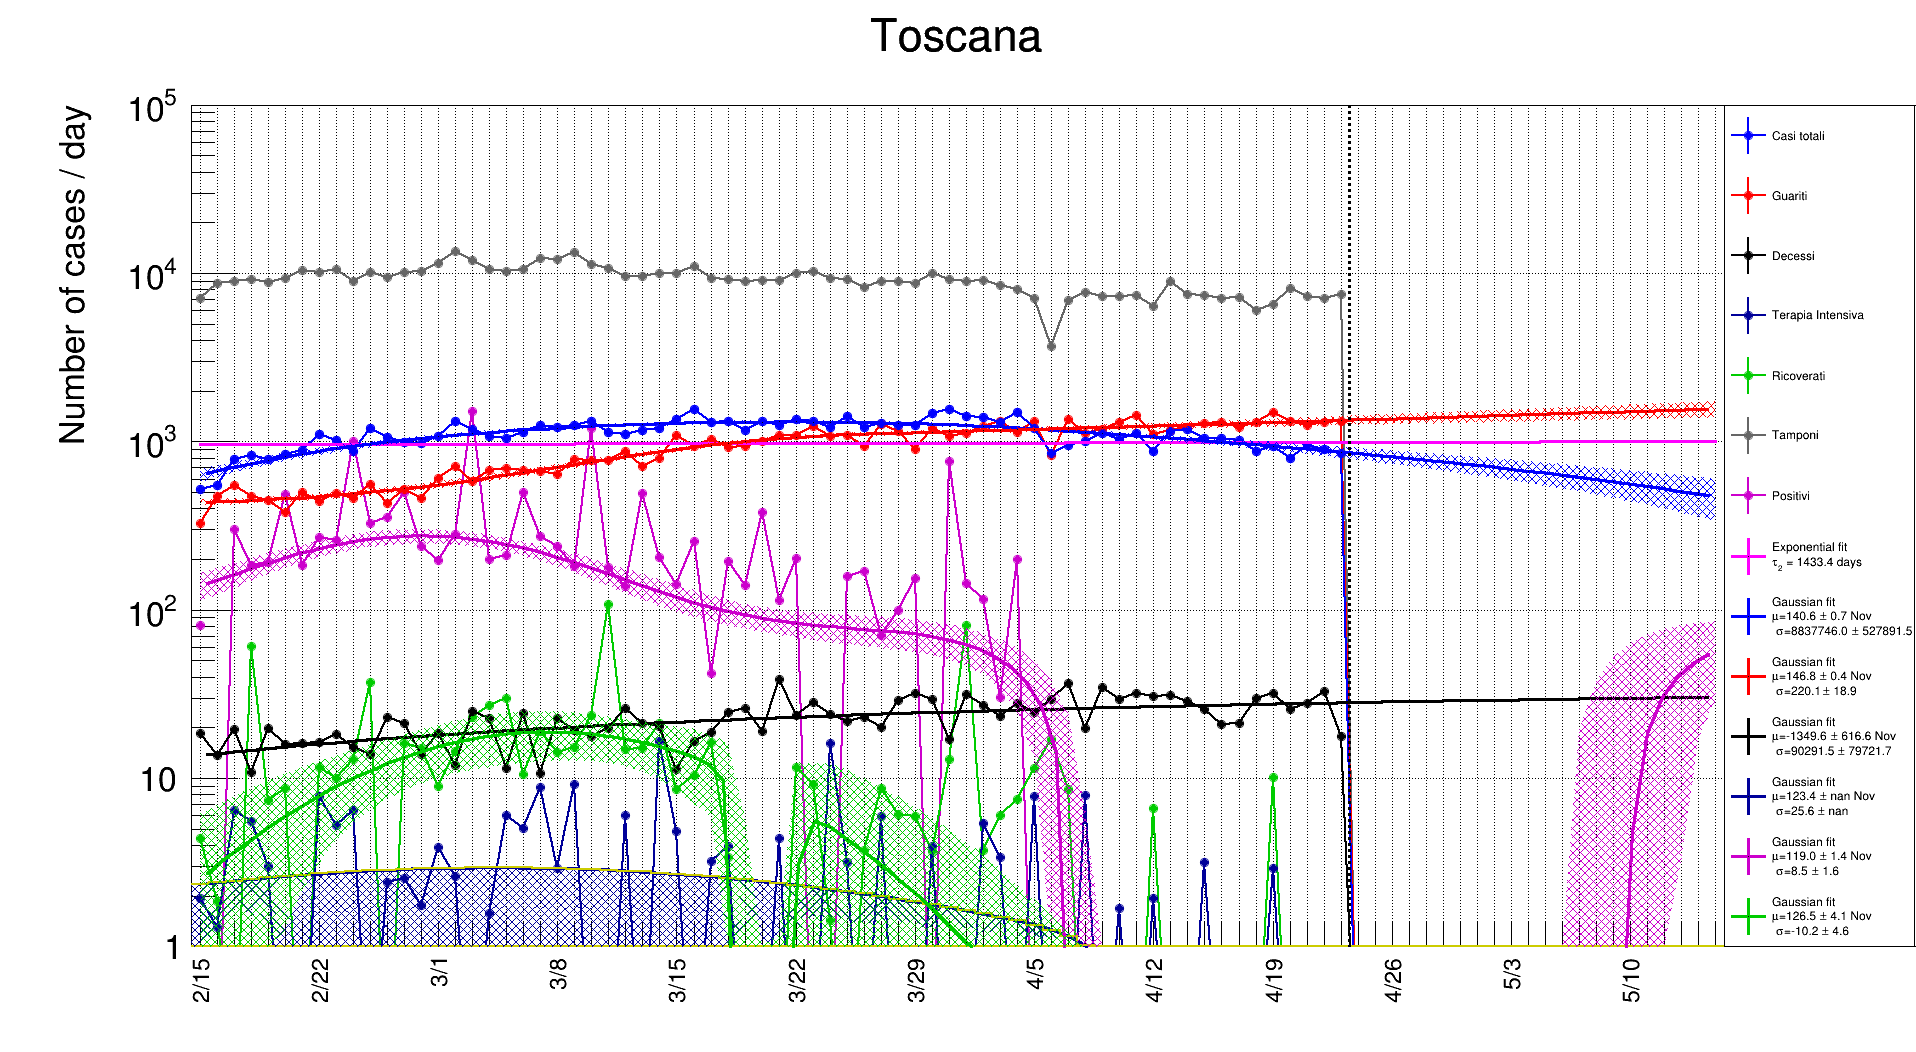 Toscana
Number of cases / day
10^5
10^4
10^3
10^2
10
1
2/15
2/22
3/1
3/8
3/15
3/22
3/29
4/5
4/12
4/19
4/26
5/3
5/10
Casi totali
Guariti
Decessi
Terapia Intensiva
Ricoverati
Tamponi
Positivi
Exponential fit
τ_2 = 1433.4 days
Gaussian fit
μ=140.6 ± 0.7 Nov
σ=8837746.0 ± 527891.5
Gaussian fit
μ=146.8 ± 0.4 Nov
σ=220.1 ± 18.9
Gaussian fit
μ=-1349.6 ± 616.6 Nov
σ=90291.5 ± 79721.7
Gaussian fit
μ=123.4 ± nan Nov
σ=25.6 ± nan
Gaussian fit
μ=119.0 ± 1.4 Nov
σ=8.5 ± 1.6
Gaussian fit
μ=126.5 ± 4.1 Nov
σ=-10.2 ± 4.6